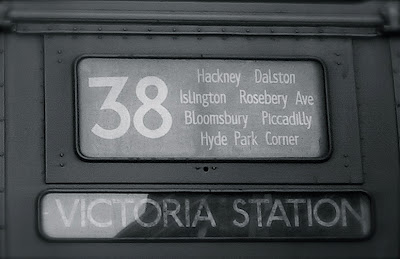 38
Hackney Dalston
Islington Rosebery Ave
Bloomsbury Piccadilly
Hyde Park Corner
VICTORIA STATION